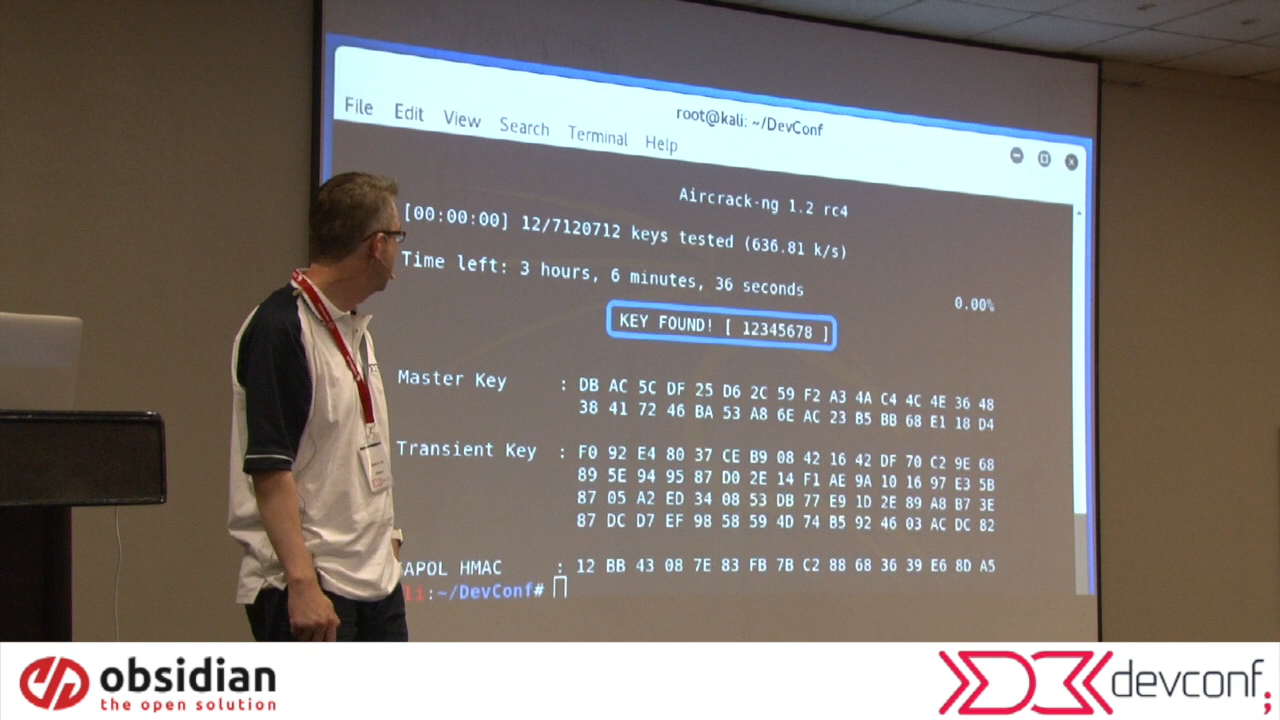 root@kali: ~/DevConf
File Edit View Search Terminal Help
Aircrack-ng 1.2 rc4
[00:00:00] 12/7120712 keys tested (636.81 k/s)
Time left: 3 hours, 6 minutes, 36 seconds
0.00%
KEY FOUND! [ 12345678 ]
Master Key : DB AC 5C DF 25 D6 2C 59 F2 A3 4A C4 4C 4E 36 48
38 41 72 46 BA 53 A8 6E AC 23 B5 BB 68 E1 18 D4
Transient Key : F0 92 E4 80 37 CE B9 08 42 16 42 DF 70 C2 9E 68
89 5E 94 95 87 D0 2E 14 F1 AE 9A 10 16 97 E3 5B
87 05 A2 ED 34 08 53 DB 77 E9 1D 2E 89 A8 B7 3E
87 DC D7 EF 98 58 59 4D 74 B5 92 46 03 AC DC 82
APOL HMAC : 12 BB 43 08 7E 83 FB 7B C2 88 68 36 39 E6 8D A5
li:~/DevConf#
obsidian
the open solution
devconf;